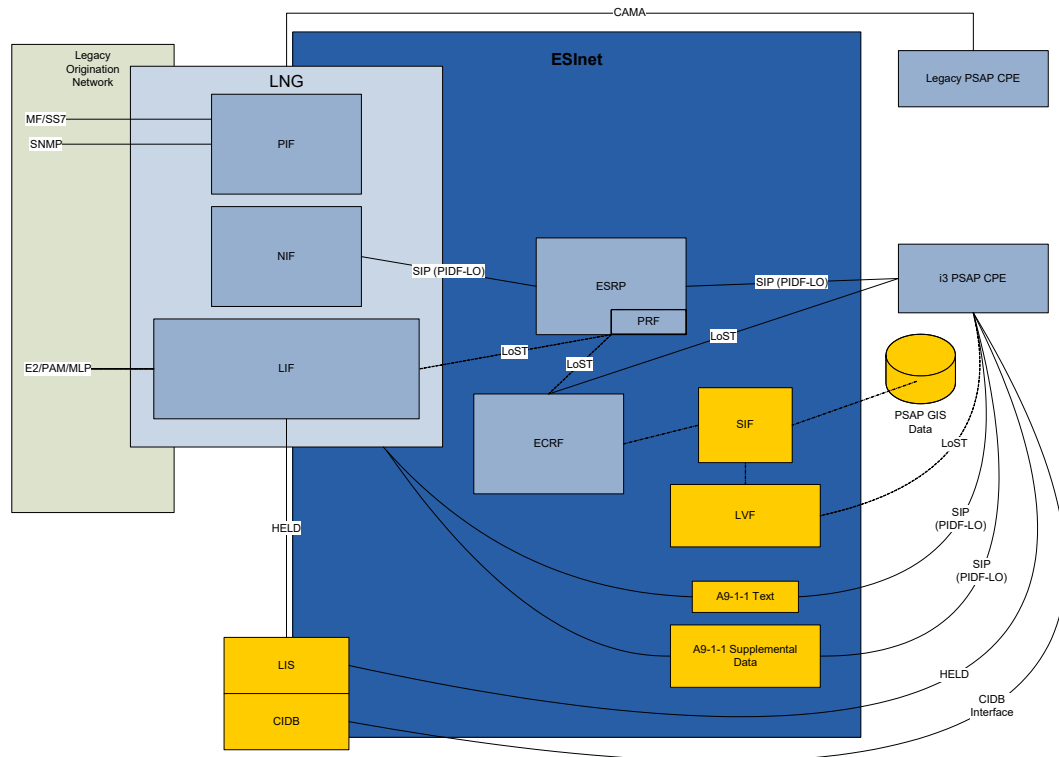 CAMA
Legacy
Origination
Network
ESInet
LNG
Legacy PSAP CPE
MF/SS7
PIF
SNMP
NIF
SIP (PIDF-LO)
ESRP
SIP (PIDF-LO)
i3 PSAP CPE
PRF
LoST
LoST
LoST
E2/PAM/MLP
LIF
PSAP GIS
Data
SIF
ECRF
LoST
LVF
HELD
SIP
(PIDF-LO)
SIP
(PIDF-LO)
A9-1-1 Text
A9-1-1 Supplemental
Data
LIS
HELD
CIDB
CIDB
Interface